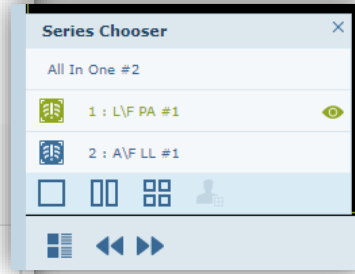 Series Chooser
All In One #2
1 : L\F PA #1
2 : A\F LL #1